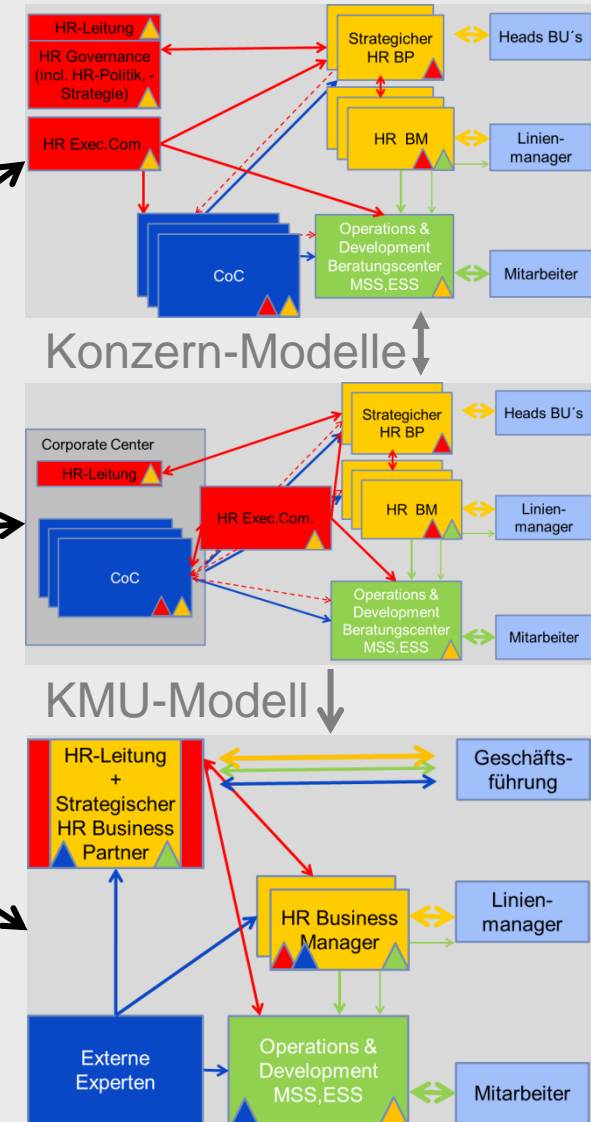 HR-Leitung
HR Governance
(incl. HR-Politik, -
Strategie)
HR Exec.Com.
Strategicher
HR BP
Heads BU´s
HR BM
Linien-
manager
CoC
Operations &
Development
Beratungscenter
MSS,ESS
Mitarbeiter
Konzern-Modelle
Corporate Center
HR-Leitung
CoC
HR Exec.Com.
Strategicher
HR BP
Heads BU´s
HR BM
Linien-
manager
Operations &
Development
Beratungscenter
MSS,ESS
Mitarbeiter
KMU-Modell
HR-Leitung
+
Strategischer
HR Business
Partner
Geschäfts-
führung
HR Business
Manager
Linien-
manager
Externe
Experten
Operations &
Development
MSS,ESS
Mitarbeiter